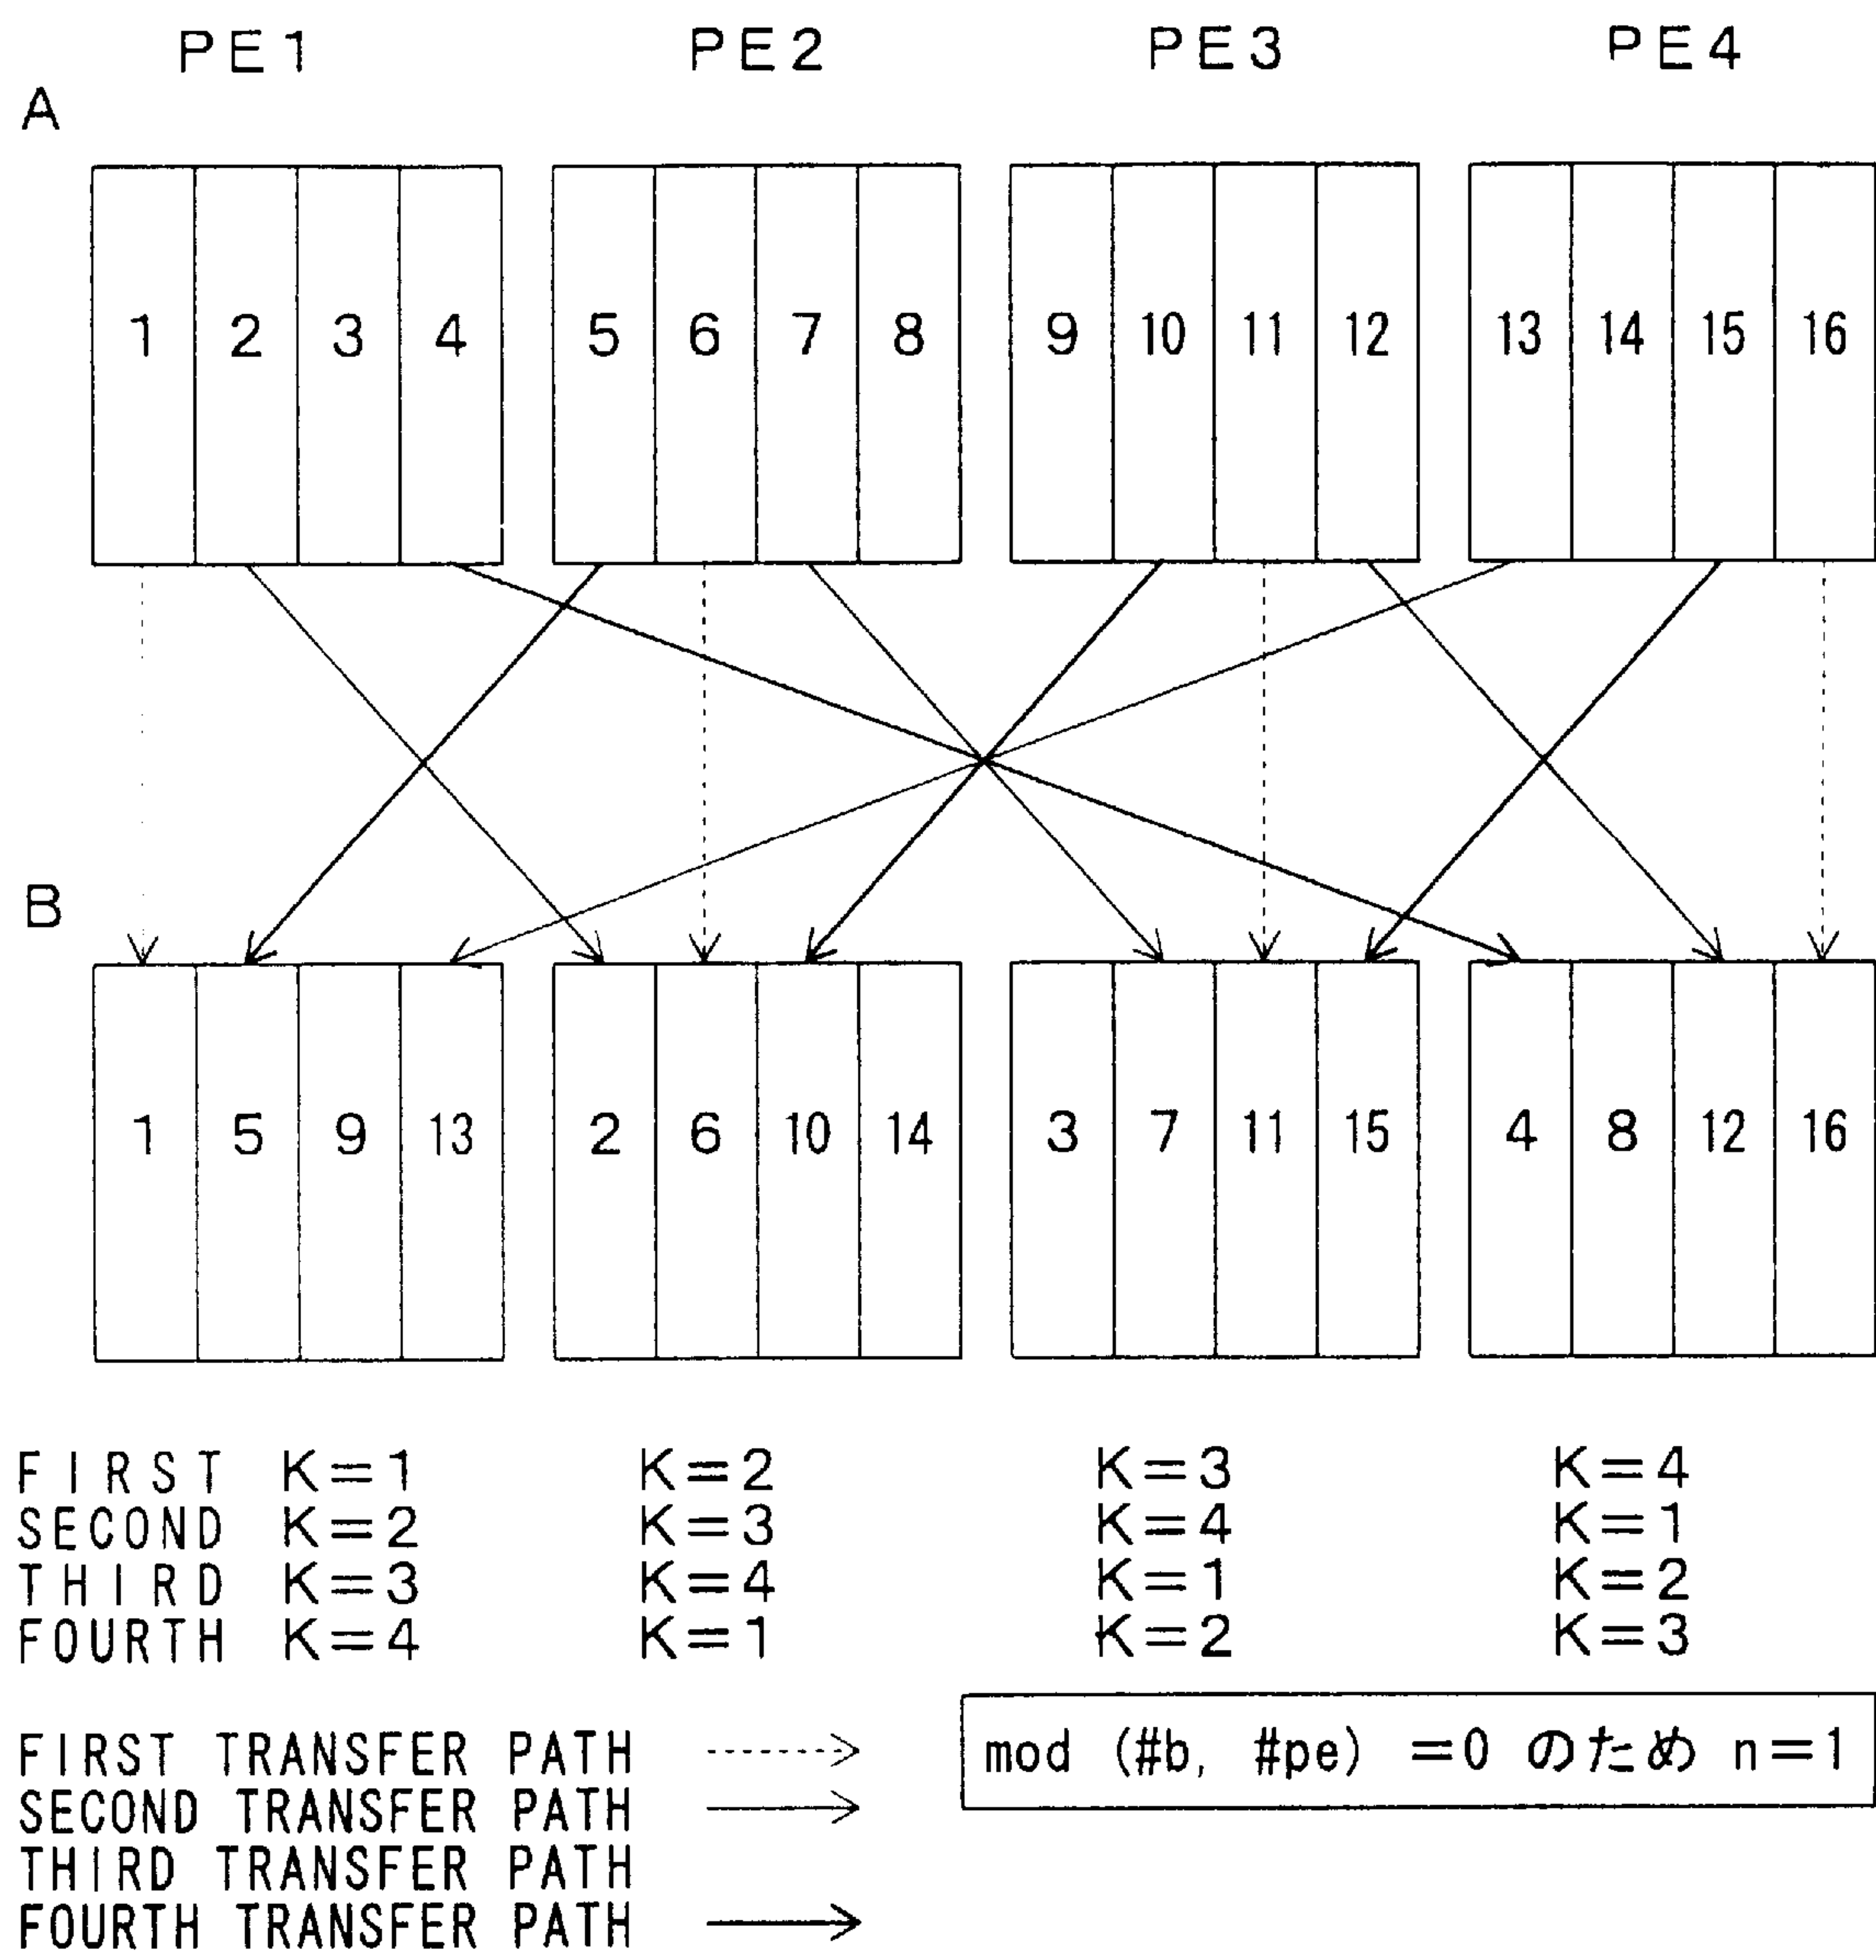 PE1 PE2 PE3 PE4
A
1 2 3 4 5 6 7 8 9 10 11 12 13 14 15 16
B
1 5 9 13 2 6 10 14 3 7 11 15 4 8 12 16
FIRST K=1 K=2 K=3 K=4
SECOND K=2 K=3 K=4 K=1
THIRD K=3 K=4 K=1 K=2
FOURTH K=4 K=1 K=2 K=3
FIRST TRANSFER PATH
mod (#b, #pe) =0 のため n=1
SECOND TRANSFER PATH
THIRD TRANSFER PATH
FOURTH TRANSFER PATH